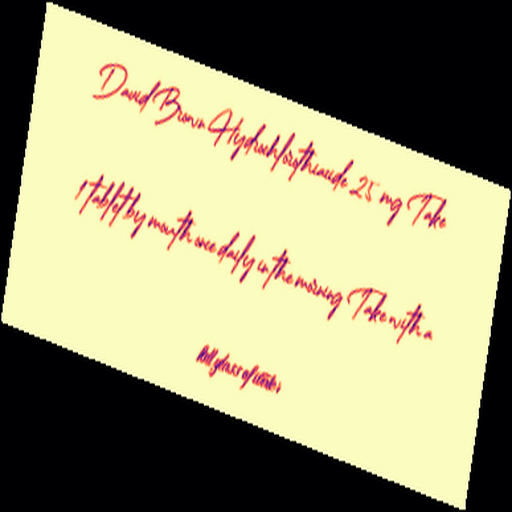 David Brown Hydrochlorothiazide 25 mg Take
1 tablet by mouth once daily in the morning Take with a
full glass of water